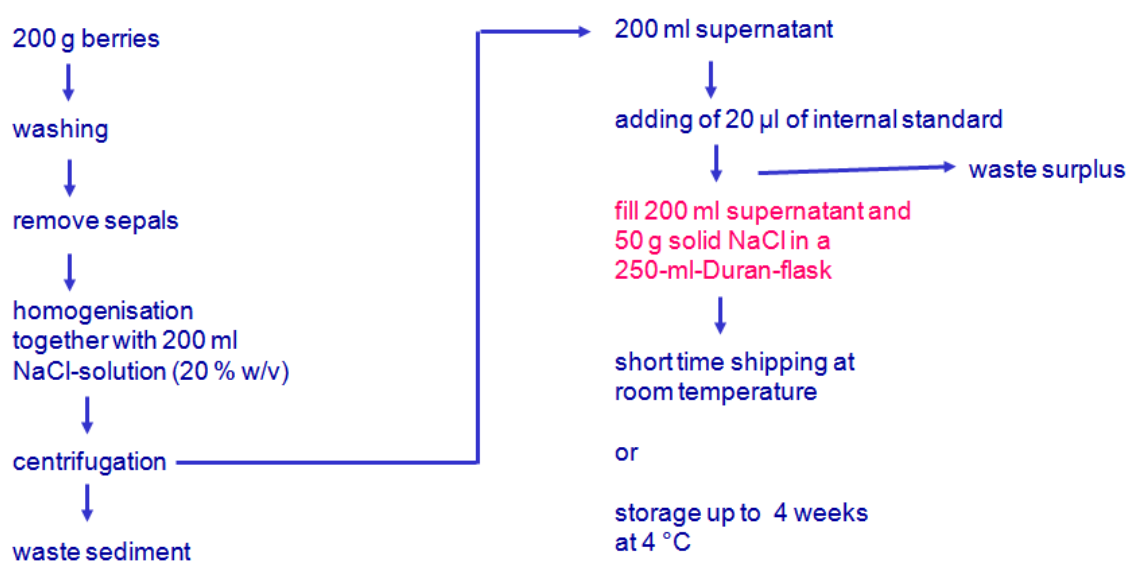 200 g berries
washing
remove sepals
homogenisation
together with 200 ml
NaCl-solution (20 % w/v)
centrifugation
waste sediment
200 ml supernatant
adding of 20 µl of internal standard
waste surplus
fill 200 ml supernatant and
50 g solid NaCl in a
250-ml-Duran-flask
short time shipping at
room temperature
or
storage up to 4 weeks
at 4 °C